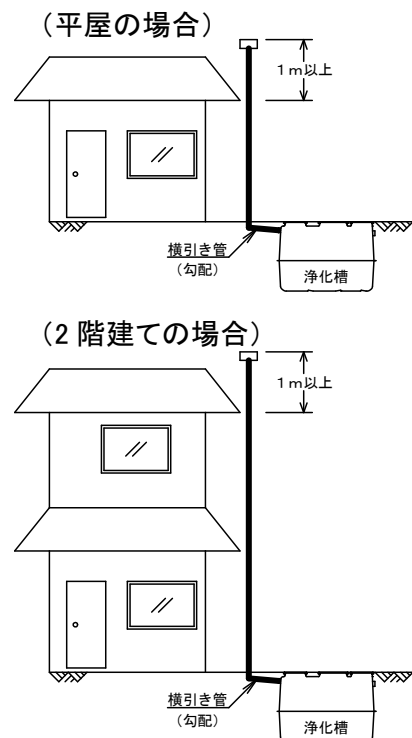 （平屋の場合）
１ｍ以上
横引き管
（勾配）
浄化槽
（2 階建ての場合）
１ｍ以上
横引き管
（勾配）
浄化槽